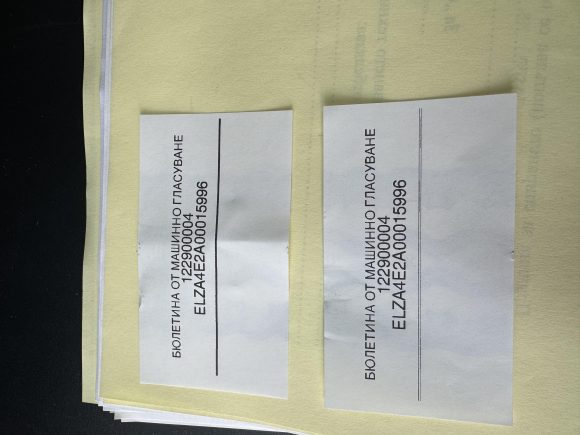 БЮЛЕТИНА ОТ МАШИННО ГЛАСУВАНЕ
122900004
ELZA4E2A00015996
БЮЛЕТИНА ОТ МАШИННО ГЛАСУВАНЕ
122900004
ELZA4E2A00015996